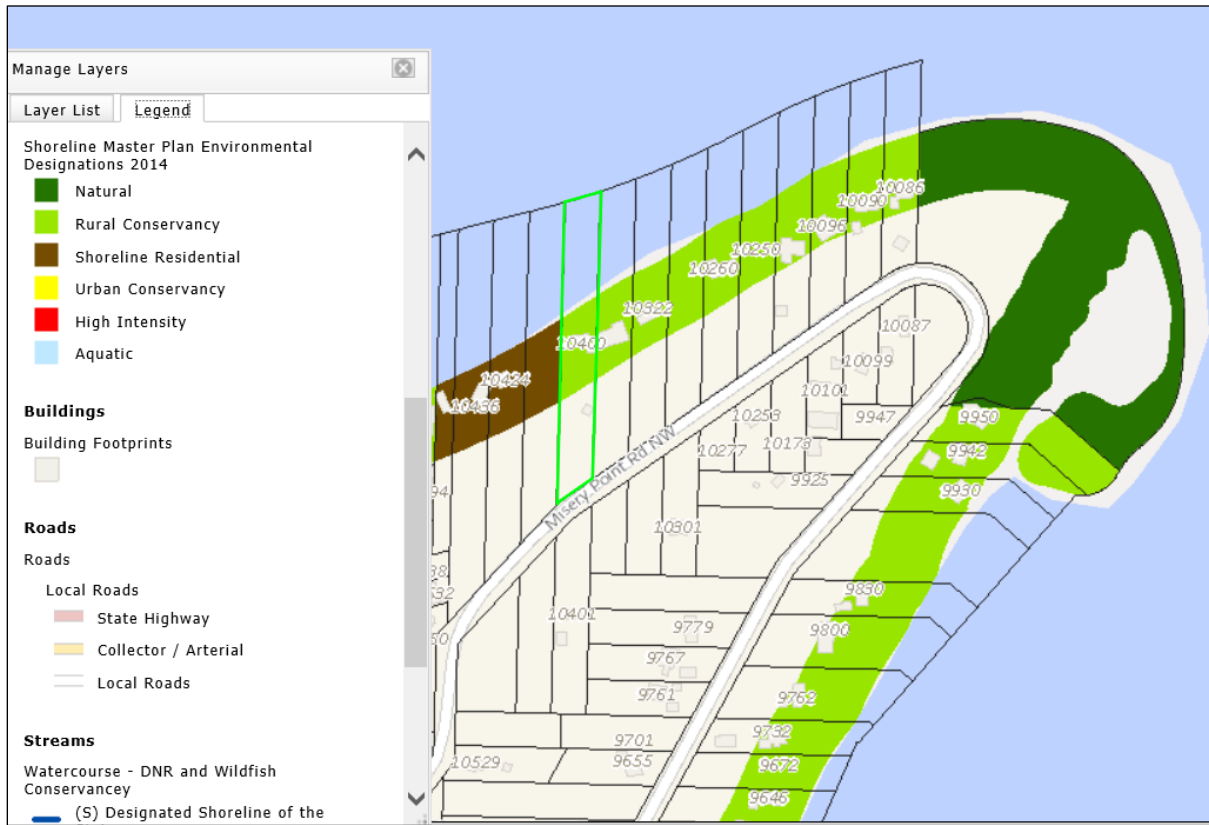 Manage Layers
Layer List
Legend
Shoreline Master Plan Environmental
Designations 2014
Natural
Rural Conservancy
Shoreline Residential
Urban Conservancy
High Intensity
Aquatic
Buildings
Building Footprints
Roads
Roads
Local Roads
State Highway
Collector / Arterial
Local Roads
Streams
Watercourse - DNR and Wildfish
Conservancey
(S) Designated Shoreline of the
10086
10090
10096
10250
10260
10322
10400
10424
10436
10087
10099
10101
9947
9950
10253
10173
9942
10277
9925
9930
Misery Point Rd NW
10301
9830
10401
9779
9800
9767
9761
9762
9701
9732
10529
9655
9672
9646